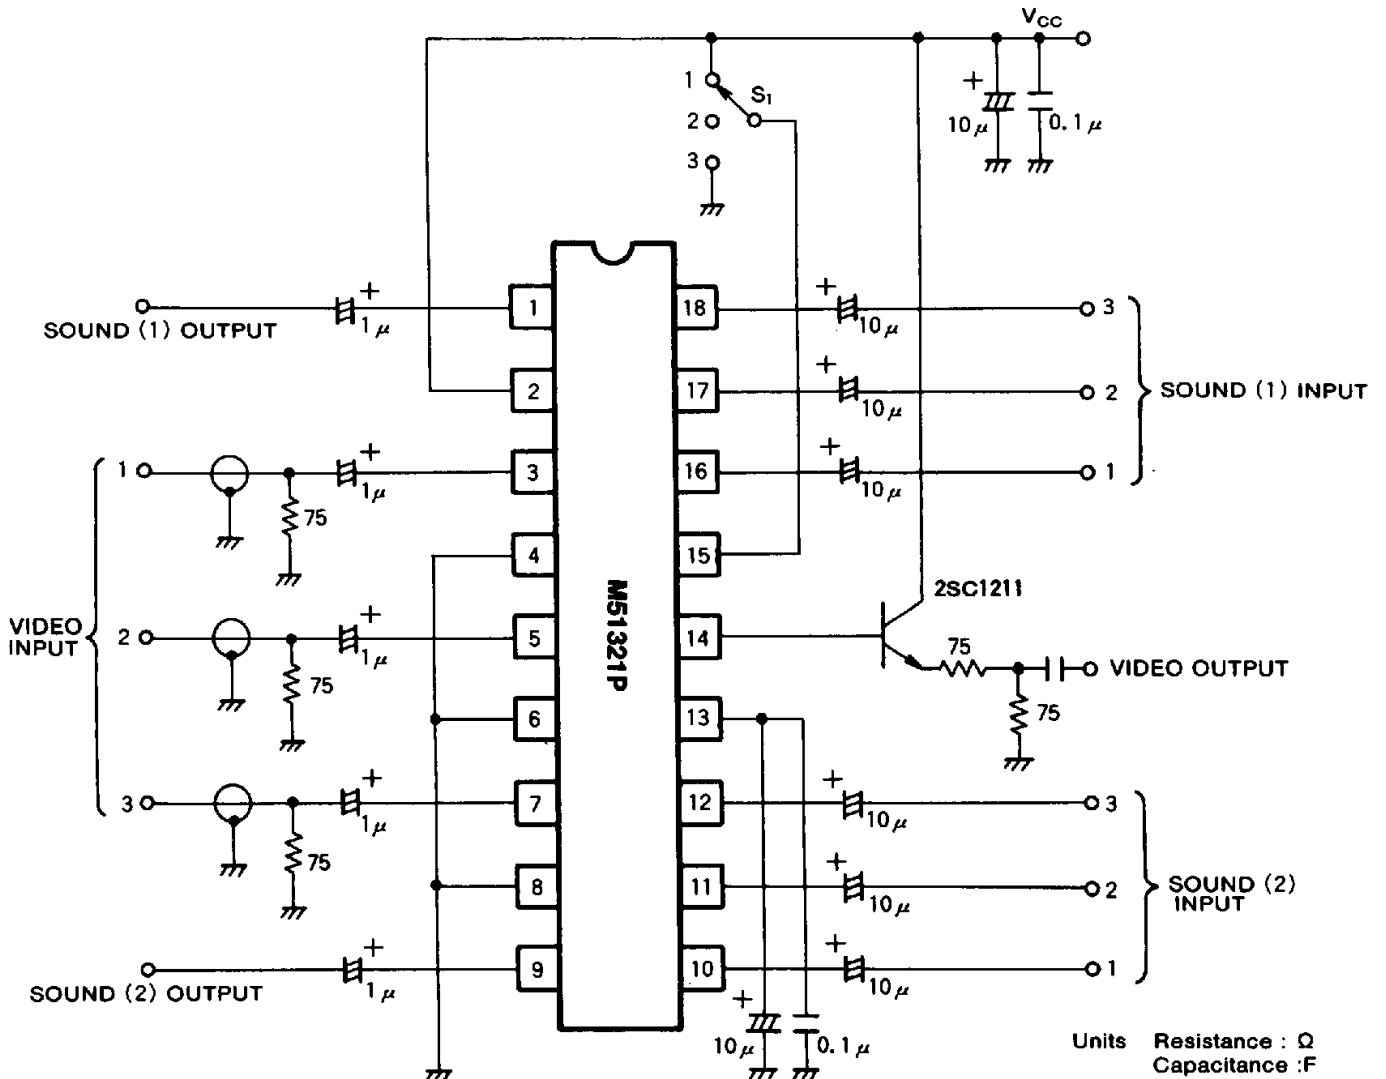 VCC
1
S1
2
3
+
10μ
0.1μ
SOUND (1) OUTPUT
+
1μ
1
18
+
10μ
3
2
17
+
10μ
2
SOUND (1) INPUT
1
75
+
1μ
3
16
+
10μ
1
4
15
M51321P
2SC1211
VIDEO
INPUT
2
75
+
1μ
5
14
75
75
VIDEO OUTPUT
6
13
3
75
+
1μ
7
12
+
10μ
3
8
11
+
10μ
2
SOUND (2)
INPUT
SOUND (2) OUTPUT
+
1μ
9
10
+
10μ
1
+
10μ
0.1μ
Units Resistance : Ω
Capacitance :F